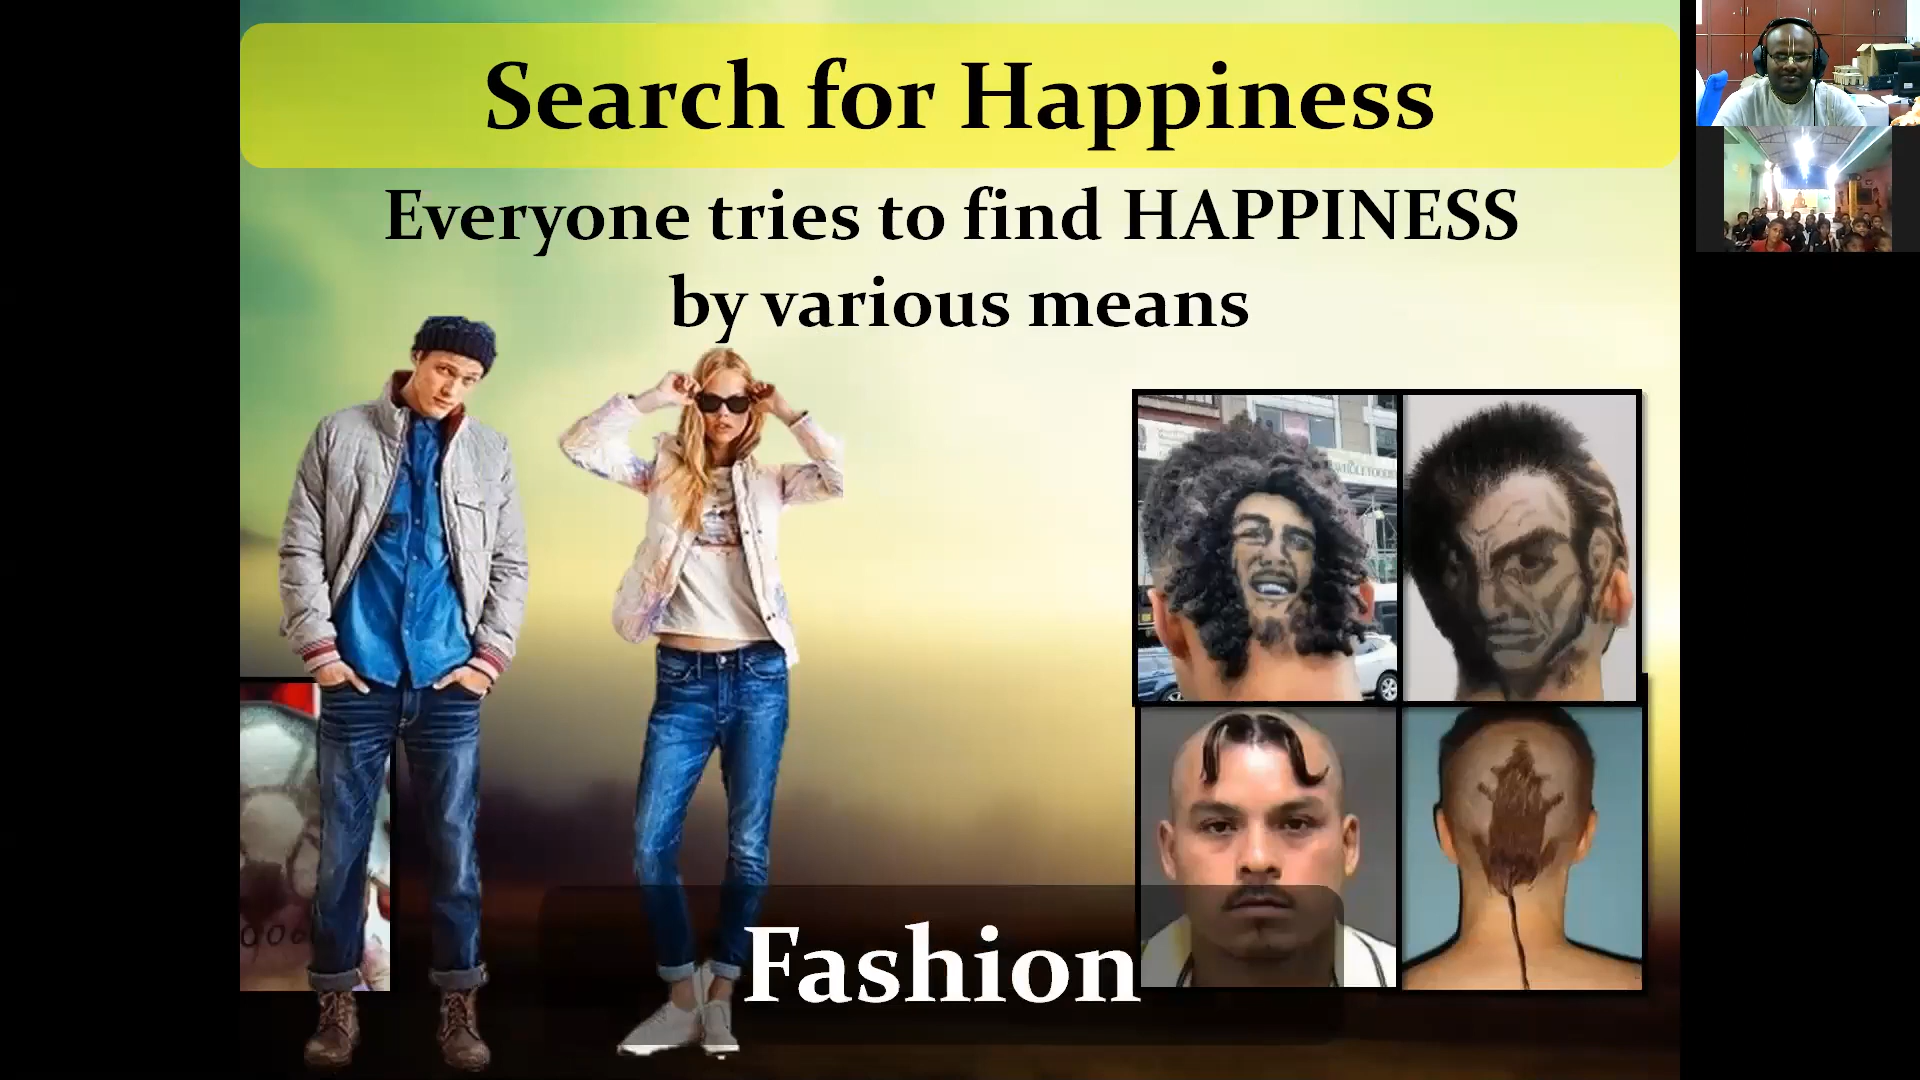 Search for Happiness
Everyone tries to find HAPPINESS
by various means
Fashion